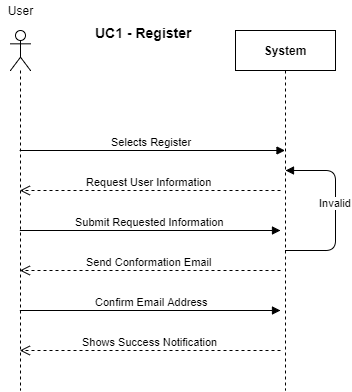 User
UC1 - Register
System
Selects Register
Request User Information
Invalid
Submit Requested Information
Send Conformation Email
Confirm Email Address
Shows Success Notification